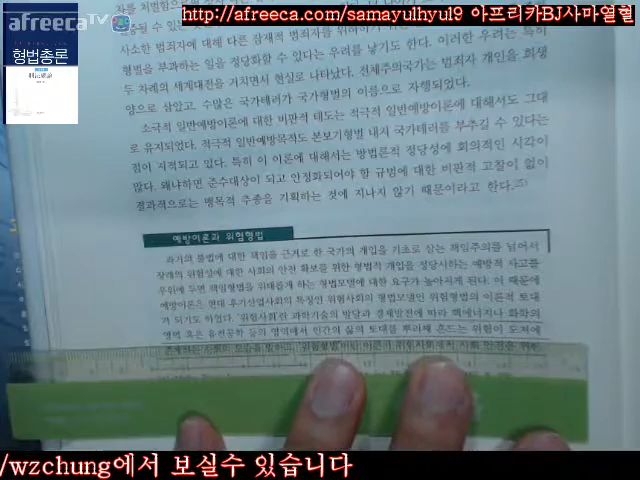 http://afreeca.com/samayulhyul9 아프리카BJ사마열혈
afreecaTV
형법총론
사소한 범죄자에 대해 다른 잠재적 범죄자를 위하하기
형벌을 부과하는 일을 정당화할 수 있다는 우려를 낳기도 한다. 이러한 우려는 특히
두 차례의 세계대전을 거치면서 현실로 나타났다. 전체주의국가는 범죄자 개인을 희생
양으로 삼았고, 수많은 국가테러가 국가형벌의 이름으로 자행되었다.
소극적 일반예방이론에 대한 비판적 태도는 적극적 일반예방이론에 대해서도 그대
로 유지되었다. 적극적 일반예방목적도 본보기형벌 내지 국가테러를 부추길 수 있다는
점이 지적되고 있다. 특히 이 이론에 대해서는 방법론적 정당성에 회의적인 시각이
많다. 왜냐하면 준수대상이 되고 안정화되어야 할 규범에 대한 비판적 고찰이 없이
결과적으로는 맹목적 추종을 기획하는 것에 지나지 않기 때문이라고 한다.25)
예방이론과 위험형법
과거의 불법에 대한 책임을 근거로 한 국가의 개입을 기초로 삼는 책임주의를 넘어서
장래의 위험성에 대한 사회의 안전 확보를 위한 형벌적 개입을 정당시하는 예방적 사고를
우위에 두면 책임형법을 위태롭게 하는 형법모델에 대한 요구가 높아지게 된다. 이 때문에
예방이론은 현대 후기산업사회의 특징인 위험사회의 형법모델인 위험형법의 이론적 토대
가 되기도 하였다. 위험사회란 과학기술의 발달과 경제발전에 따라 핵에너지나 화학의
영역 혹은 유전공학 등의 영역에서 인간의 삶의 토대를 뿌리째 흔드는 위험이 도처에
/wzchung에서 보실수 있습니다